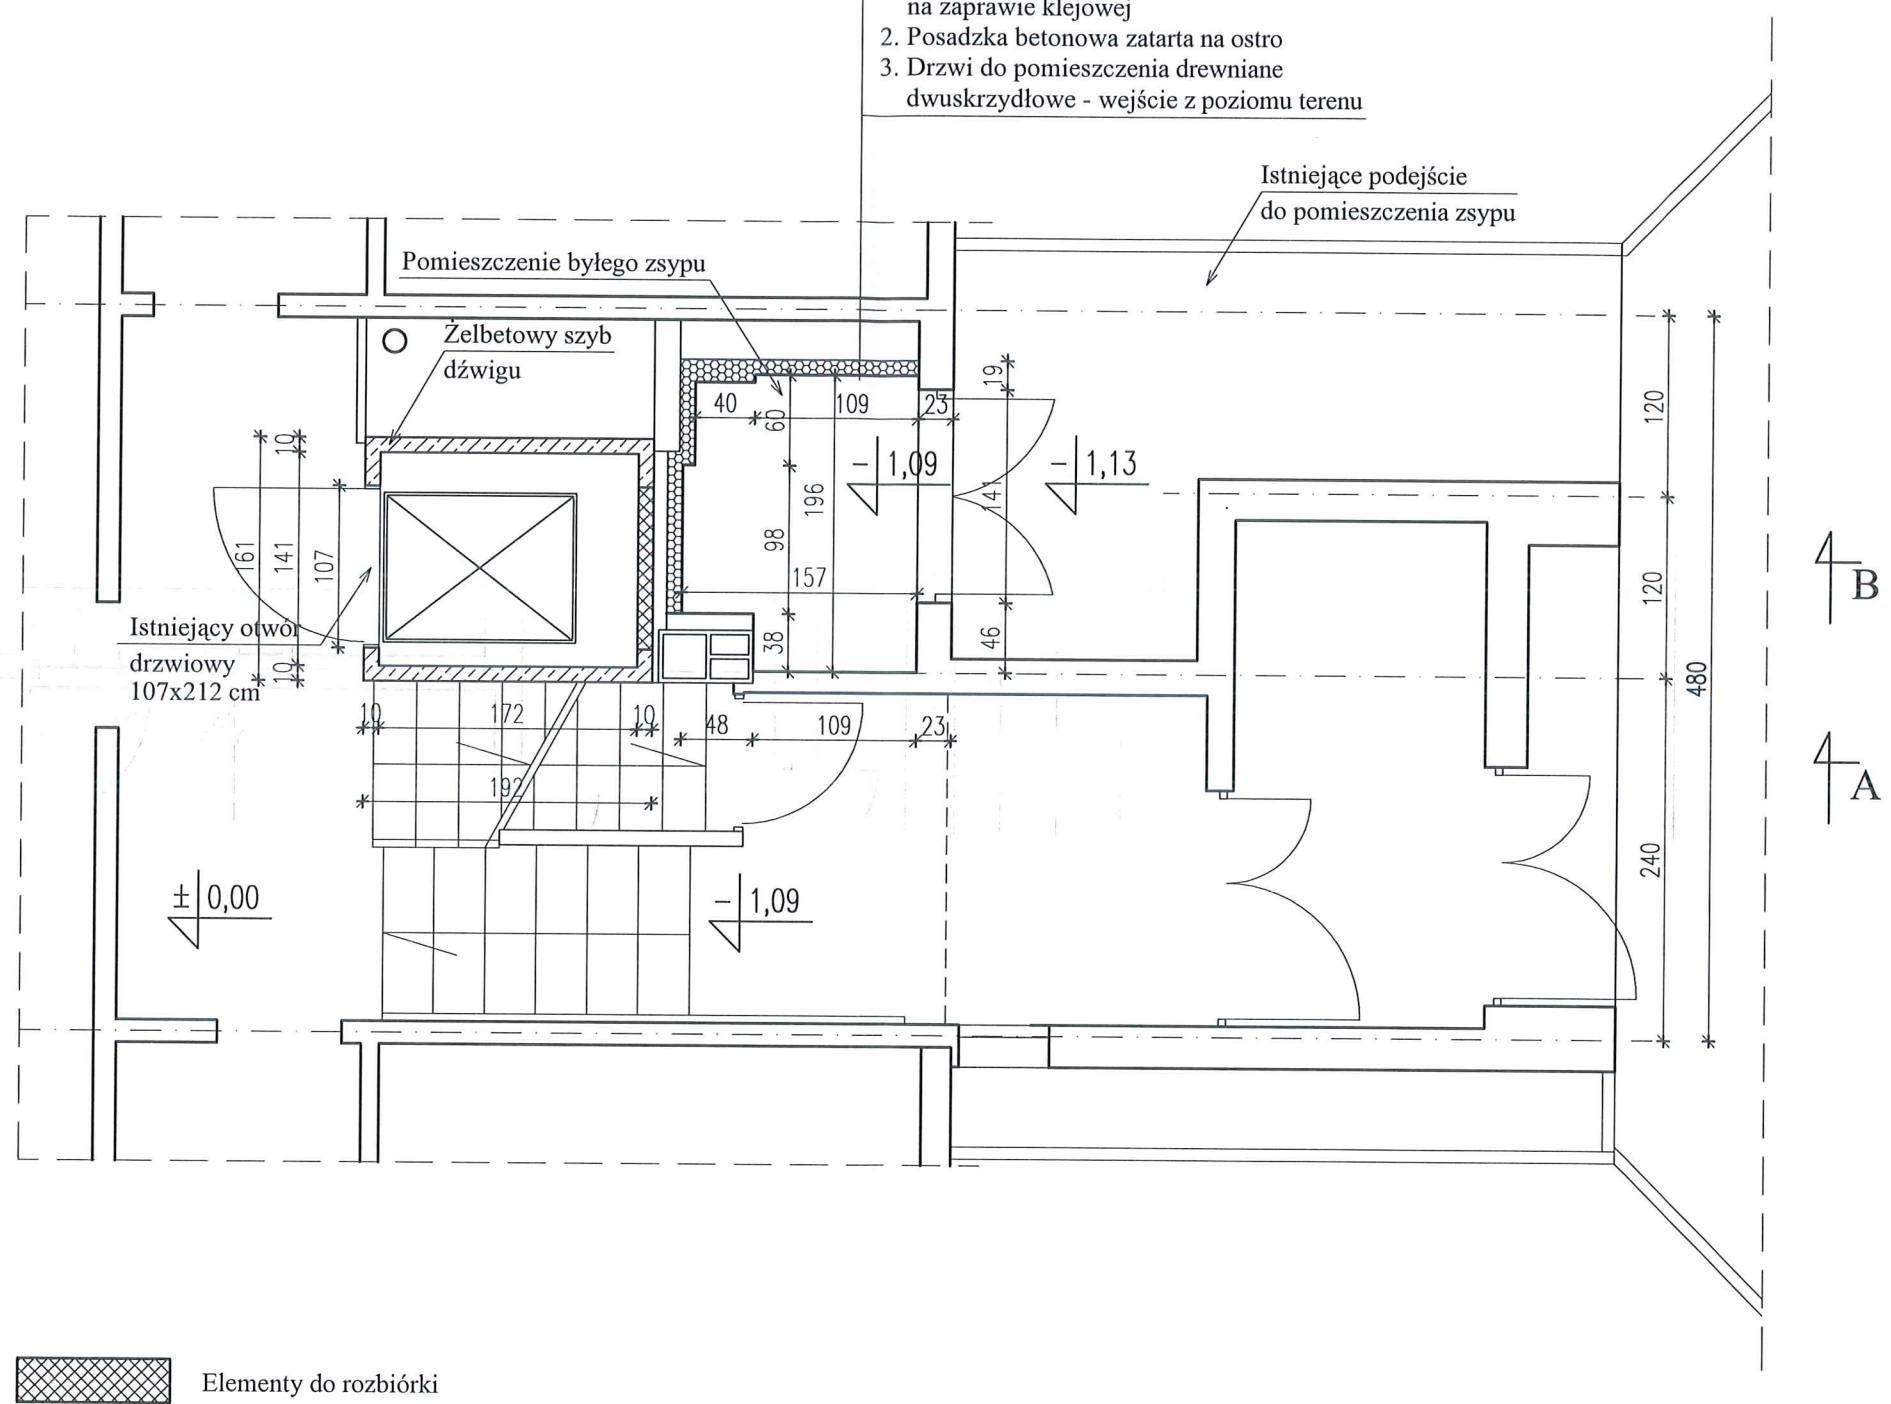 na zaprawie klejowej
2. Posadzka betonowa zatarta na ostro
3. Drzwi do pomieszczenia drewniane
dwuskrzydłowe - wejście z poziomu terenu
Istniejące podejście
do pomieszczenia zsypu
Pomieszczenie byłego zsypu
Żelbetowy szyb
dźwigu
19
40
60
109
23
120
10
- 1,09
- 1,13
141
196
161
141
107
98
157
120
B
Istniejący otwór
drzwiowy
107x212 cm
10
38
46
480
10
172
10
48
109
23
192
A
240
± 0,00
- 1,09
Elementy do rozbiórki